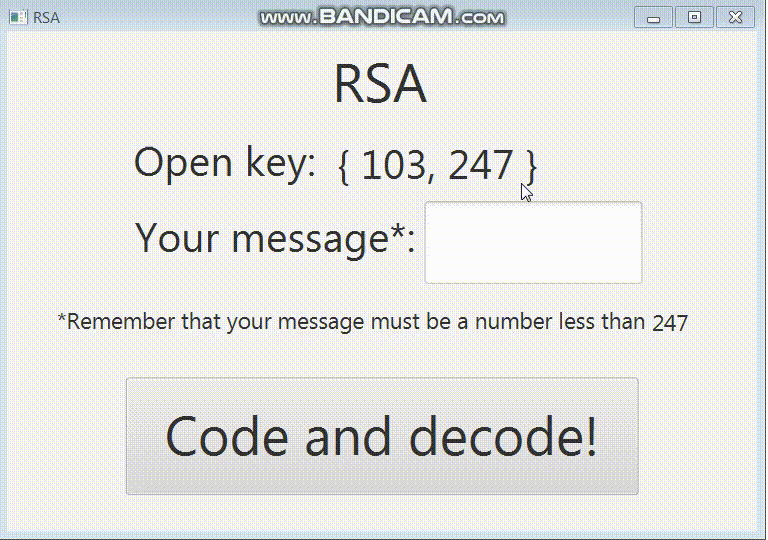 RSA
www.BANDICAM.com
RSA
Open key: { 103, 247 }
Your message*:
*Remember that your message must be a number less than 247
Code and decode!